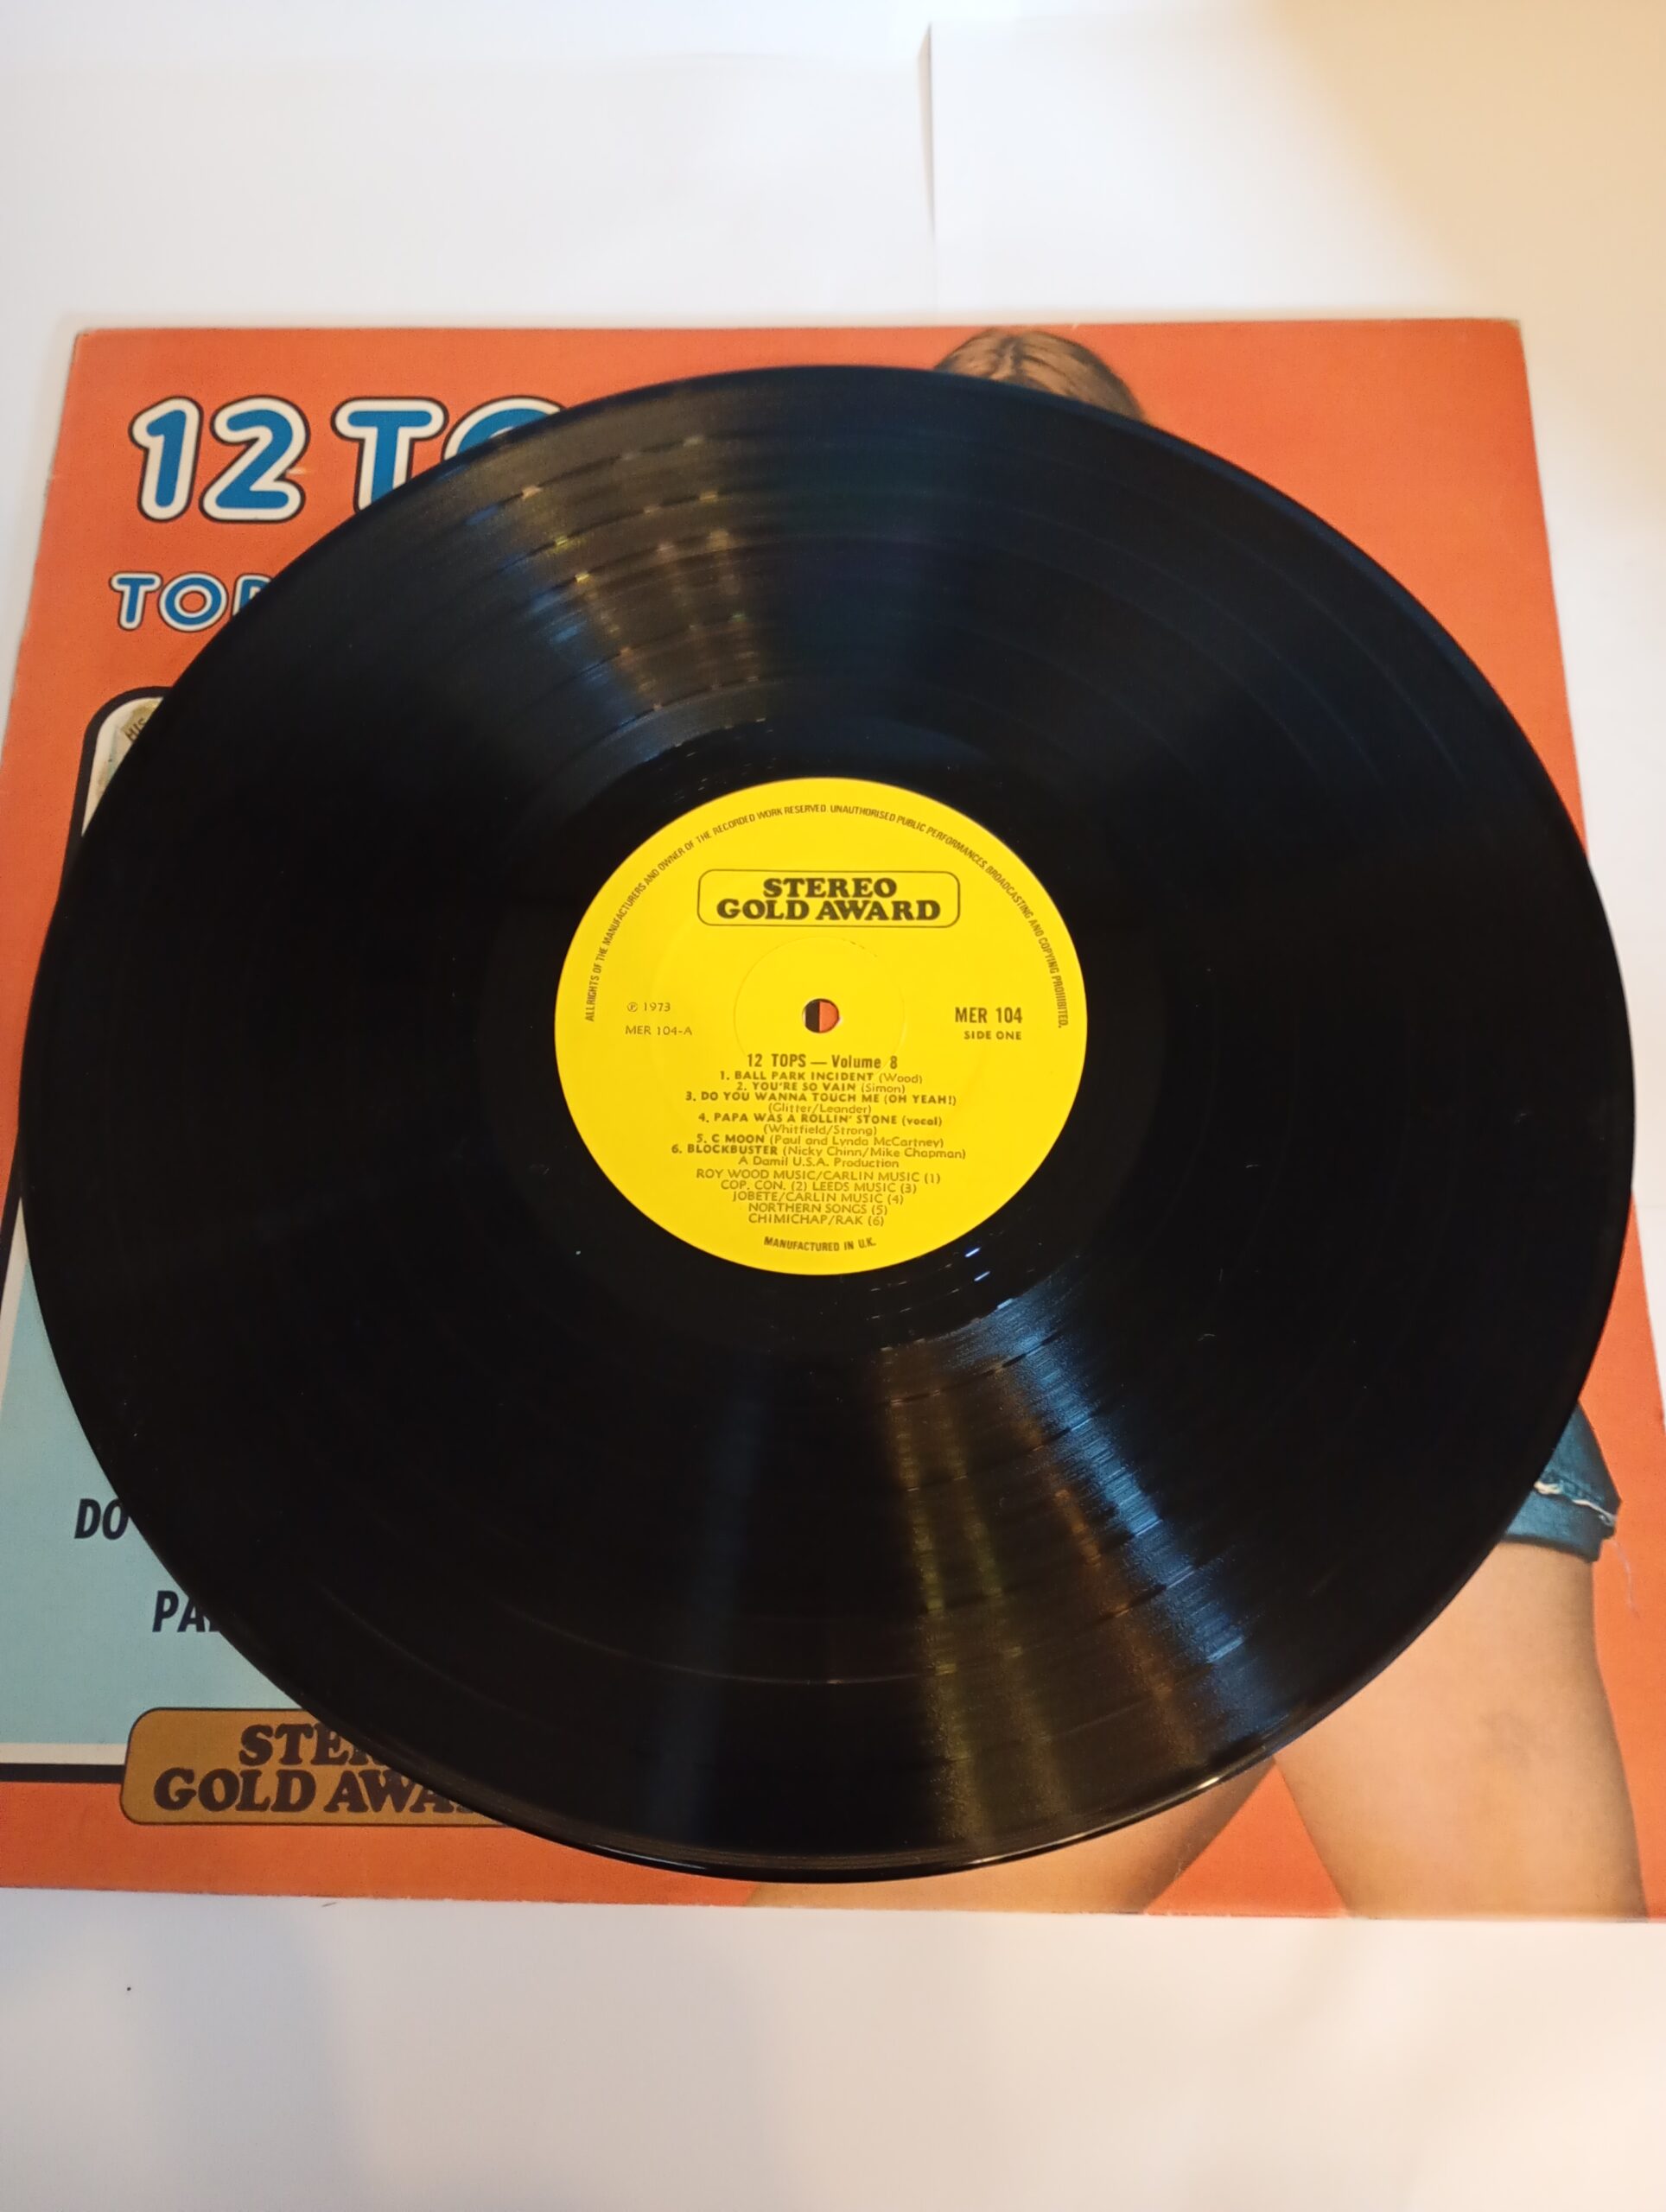 12 TO
TOP
HIS
ALL RIGHTS OF THE MANUFACTURERS AND OWNER OF THE RECORDED WORK RESERVED. UNAUTHORISED PUBLIC PERFORMANCES, BROADCASTING AND COPYING PROHIBITED.
STEREO
GOLD AWARD
℗ 1973
MER 104-A
MER 104
SIDE ONE
12 TOPS — Volume 8
1. BALL PARK INCIDENT (Wood)
2. YOU'RE SO VAIN (Simon)
3. DO YOU WANNA TOUCH ME (OH YEAH!)
(Glitter/Leander)
4. PAPA WAS A ROLLIN' STONE (vocal)
(Whitfield/Strong)
5. C MOON (Paul and Lynda McCartney)
6. BLOCKBUSTER (Nicky Chinn/Mike Chapman)
A Damil U.S.A. Production
ROY WOOD MUSIC/CARLIN MUSIC (1)
COP. CON. (2) LEEDS MUSIC (3)
JOBETE/CARLIN MUSIC (4)
NORTHERN SONGS (5)
CHIMICHAP/RAK (6)
MANUFACTURED IN U.K.
DO
PA
STER
GOLD AWA